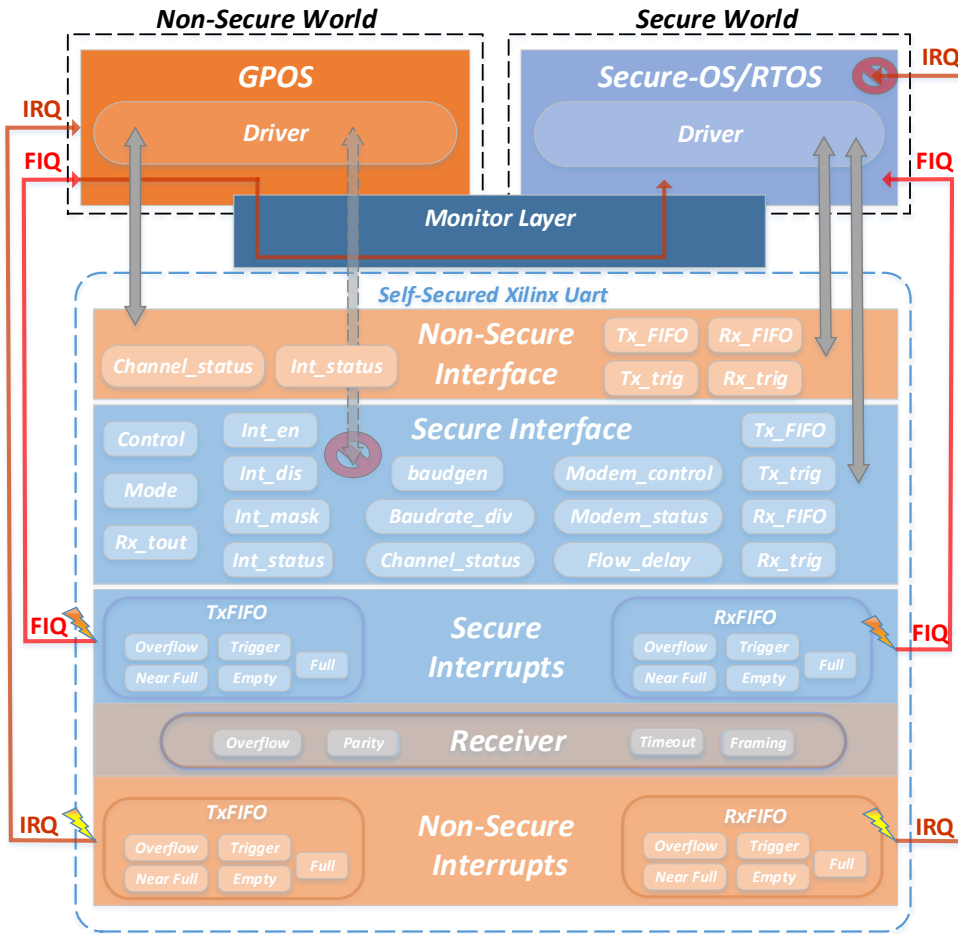 Non-Secure World
Secure World
GPOS
Secure-OS/RTOS
IRQ
IRQ
Driver
Driver
FIQ
FIQ
Monitor Layer
Self-Secured Xilinx Uart
Non-Secure
Interface
Channel_status
Int_status
Tx_FIFO
Rx_FIFO
Tx_trig
Rx_trig
Secure Interface
Control
Mode
Rx_tout
Int_en
Int_dis
Int_mask
Int_status
baudgen
Baudrate_div
Channel_status
Modem_control
Modem_status
Flow_delay
Tx_FIFO
Tx_trig
Rx_FIFO
Rx_trig
FIQ
TxFIFO
Overflow
Trigger
Near Full
Empty
Full
Secure
Interrupts
RxFIFO
Overflow
Trigger
Near Full
Empty
Full
FIQ
Overflow
Parity
Receiver
Timeout
Framing
IRQ
TxFIFO
Overflow
Trigger
Near Full
Empty
Full
Non-Secure
Interrupts
RxFIFO
Overflow
Trigger
Near Full
Empty
Full
IRQ